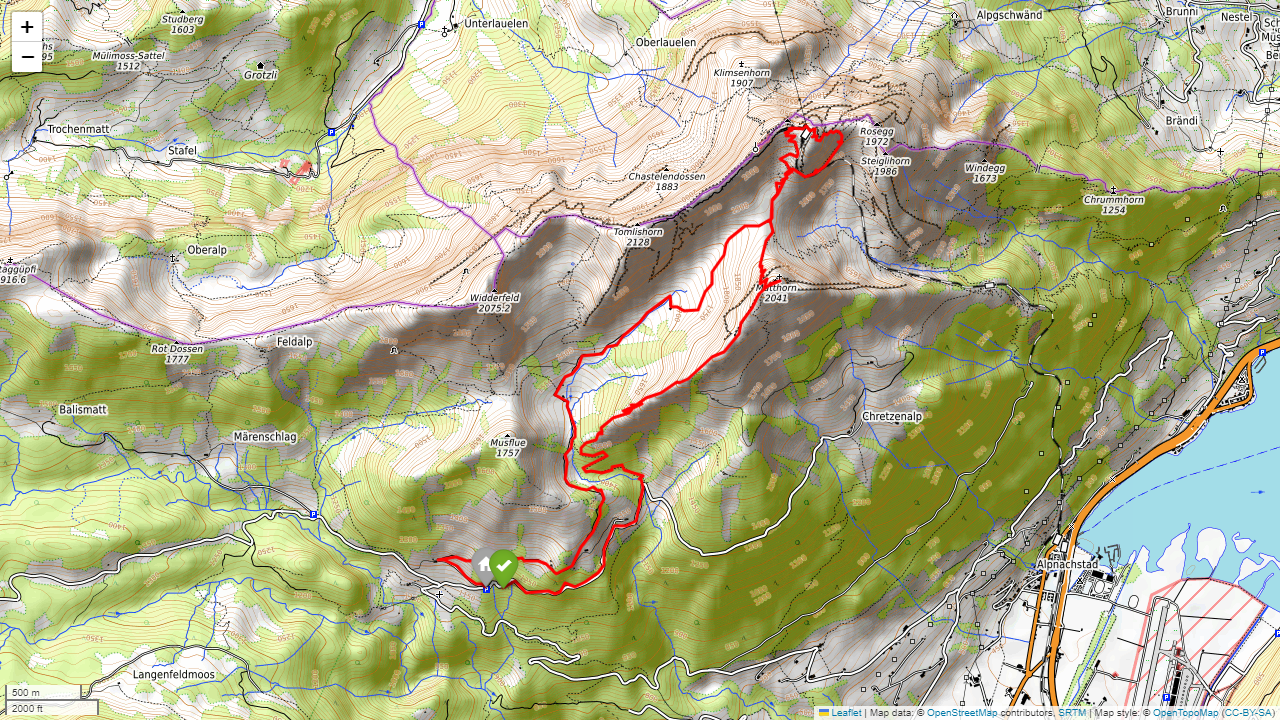 +
−
Studberg
1603
Unterlauelen
Oberlauelen
Alpgschwänd
Brunni
Nestel
Mülimoss-Sattel
1512
Grotzli
Klimsenhorn
1907
Trochenmatt
Stafel
Brändi
Rosegg
1972
Steiglihorn
1986
Windegg
1673
Chastelendossen
1883
Chrummhorn
1254
Tomlishorn
2128
Oberalp
916.6
Widderfeld
2075.2
Matthorn
2041
Rot Dossen
1777
Feldalp
Balismatt
Märenschlag
Musflue
1757
Chretzenalp
Alpnachstad
Langenfeldmoos
500 m
2000 ft
Leaflet | Map data: © OpenStreetMap contributors, SRTM | Map style: © OpenTopoMap (CC-BY-SA)